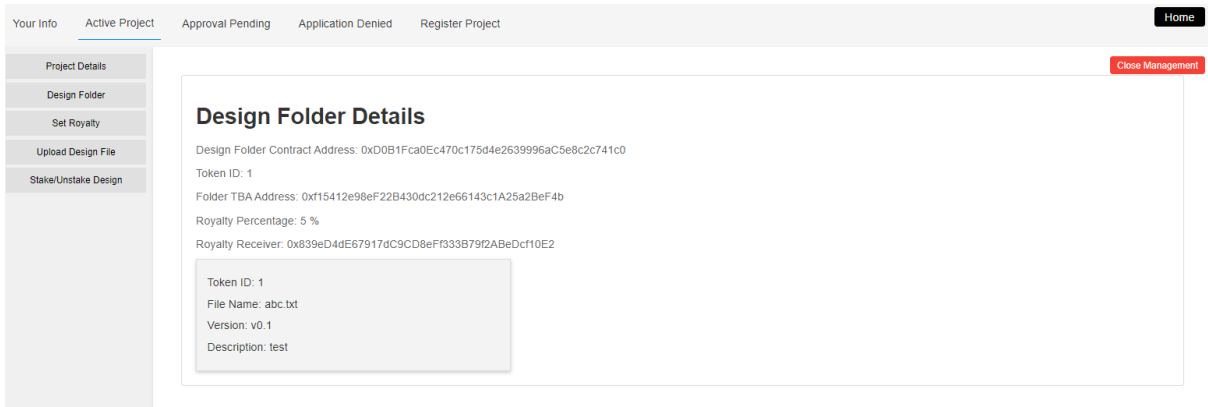 Your Info Active Project Approval Pending Application Denied Register Project Home
Close Management
Project Details
Design Folder
Set Royalty
Upload Design File
Stake/Unstake Design
Design Folder Details
Design Folder Contract Address: 0xD0B1Fca0Ec470c175d4e2639996aC5e8c2c741c0
Token ID: 1
Folder TBA Address: 0xf15412e98eF22B430dc212e66143c1A25a2BeF4b
Royalty Percentage: 5 %
Royalty Receiver: 0x839eD4dE67917dC9CD8eFf333B79f2ABeDcf10E2
Token ID: 1
File Name: abc.txt
Version: v0.1
Description: test